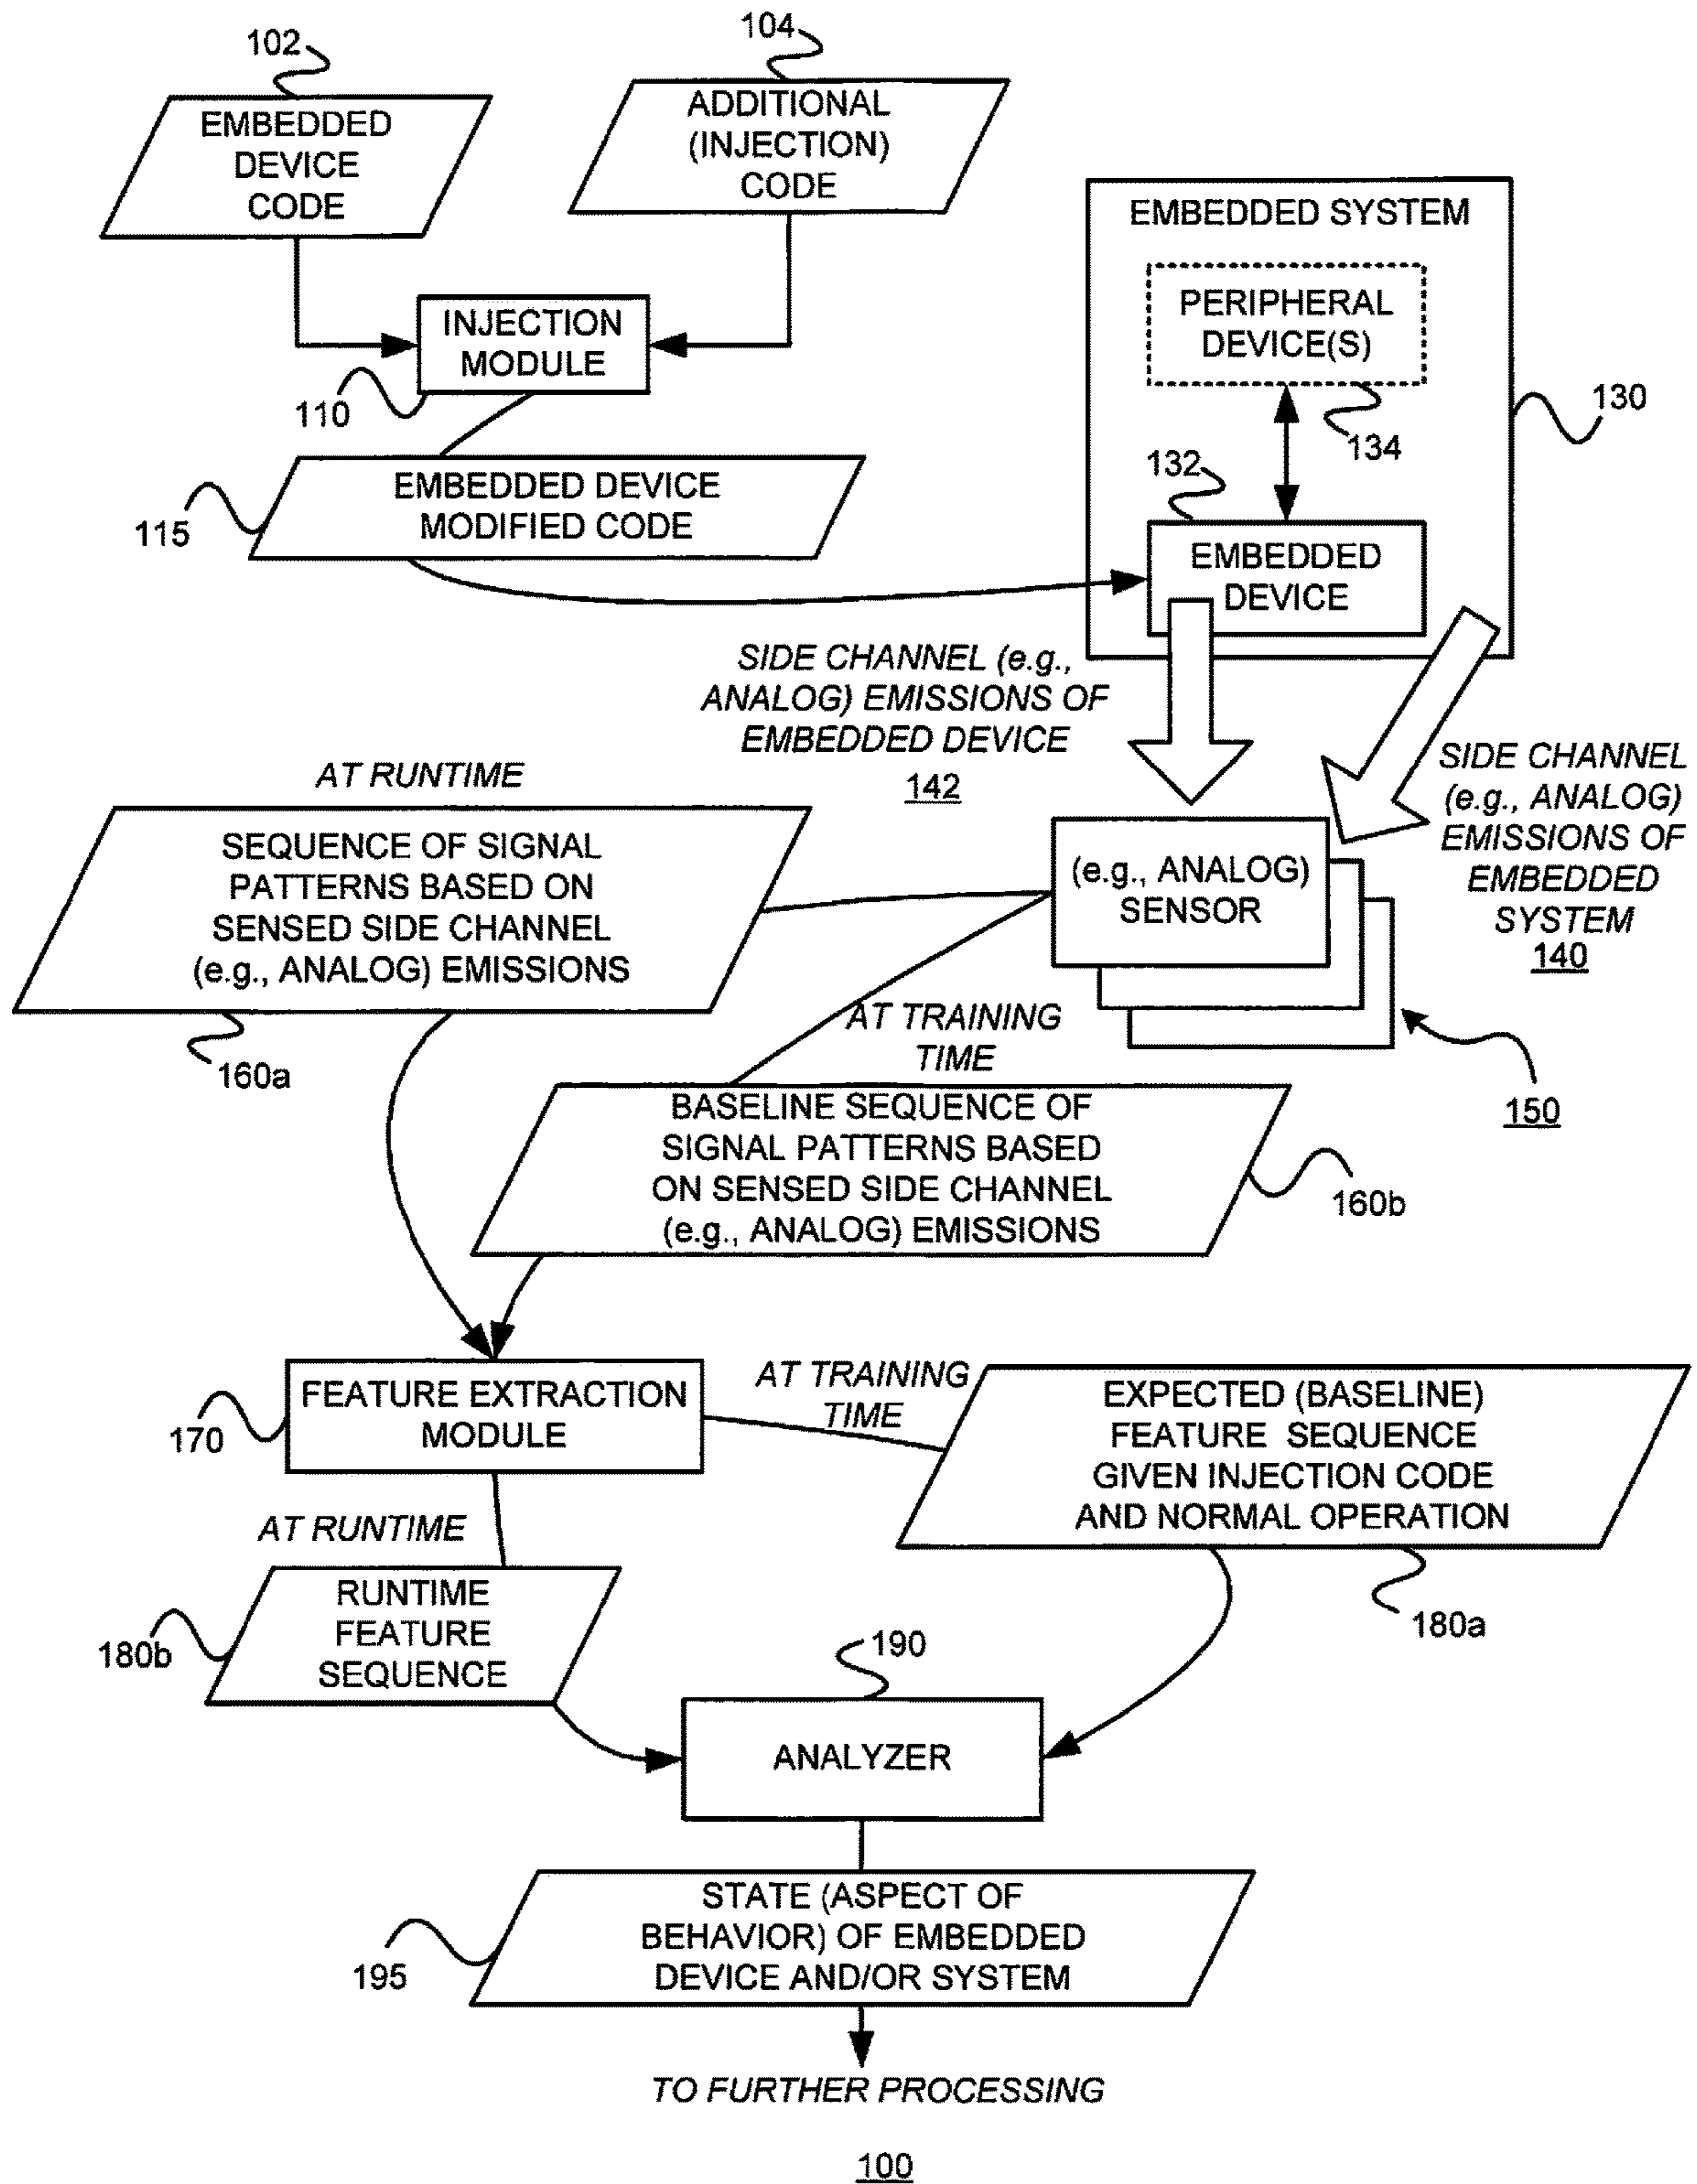 102
104
EMBEDDED
DEVICE
CODE
ADDITIONAL
(INJECTION)
CODE
EMBEDDED SYSTEM
PERIPHERAL
DEVICE(S)
INJECTION
MODULE
110
130
134
132
EMBEDDED DEVICE
MODIFIED CODE
115
EMBEDDED
DEVICE
SIDE CHANNEL (e.g.,
ANALOG) EMISSIONS OF
EMBEDDED DEVICE
142
SIDE CHANNEL
(e.g., ANALOG)
EMISSIONS OF
EMBEDDED
SYSTEM
140
AT RUNTIME
SEQUENCE OF SIGNAL
PATTERNS BASED ON
SENSED SIDE CHANNEL
(e.g., ANALOG) EMISSIONS
160a
(e.g., ANALOG)
SENSOR
150
AT TRAINING
TIME
BASELINE SEQUENCE OF
SIGNAL PATTERNS BASED
ON SENSED SIDE CHANNEL
(e.g., ANALOG) EMISSIONS
160b
FEATURE EXTRACTION
MODULE
170
AT TRAINING
TIME
EXPECTED (BASELINE)
FEATURE SEQUENCE
GIVEN INJECTION CODE
AND NORMAL OPERATION
180a
AT RUNTIME
RUNTIME
FEATURE
SEQUENCE
180b
190
ANALYZER
STATE (ASPECT OF
BEHAVIOR) OF EMBEDDED
DEVICE AND/OR SYSTEM
195
TO FURTHER PROCESSING
100